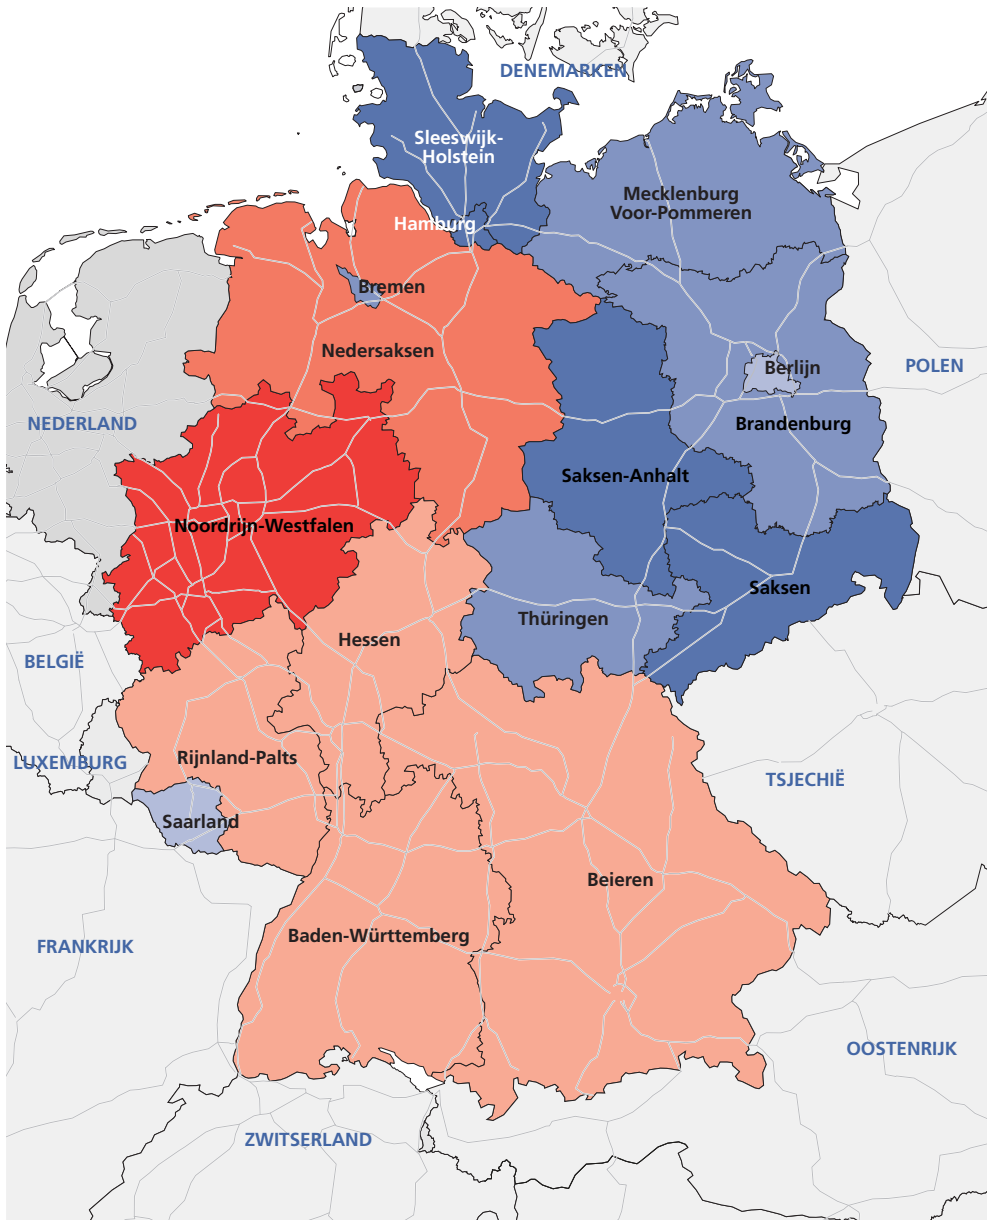 DENEMARKEN
Sleeswijk-
Holstein
Mecklenburg
Voor-Pommeren
Hamburg
Bremen
Nedersaksen
Berlijn
POLEN
NEDERLAND
Brandenburg
Saksen-Anhalt
Noordrijn-Westfalen
Saksen
Thüringen
Hessen
BELGIË
Rijnland-Palts
LUXEMBURG
TSJECHIË
Saarland
Beieren
Baden-Württemberg
FRANKRIJK
OOSTENRIJK
ZWITSERLAND